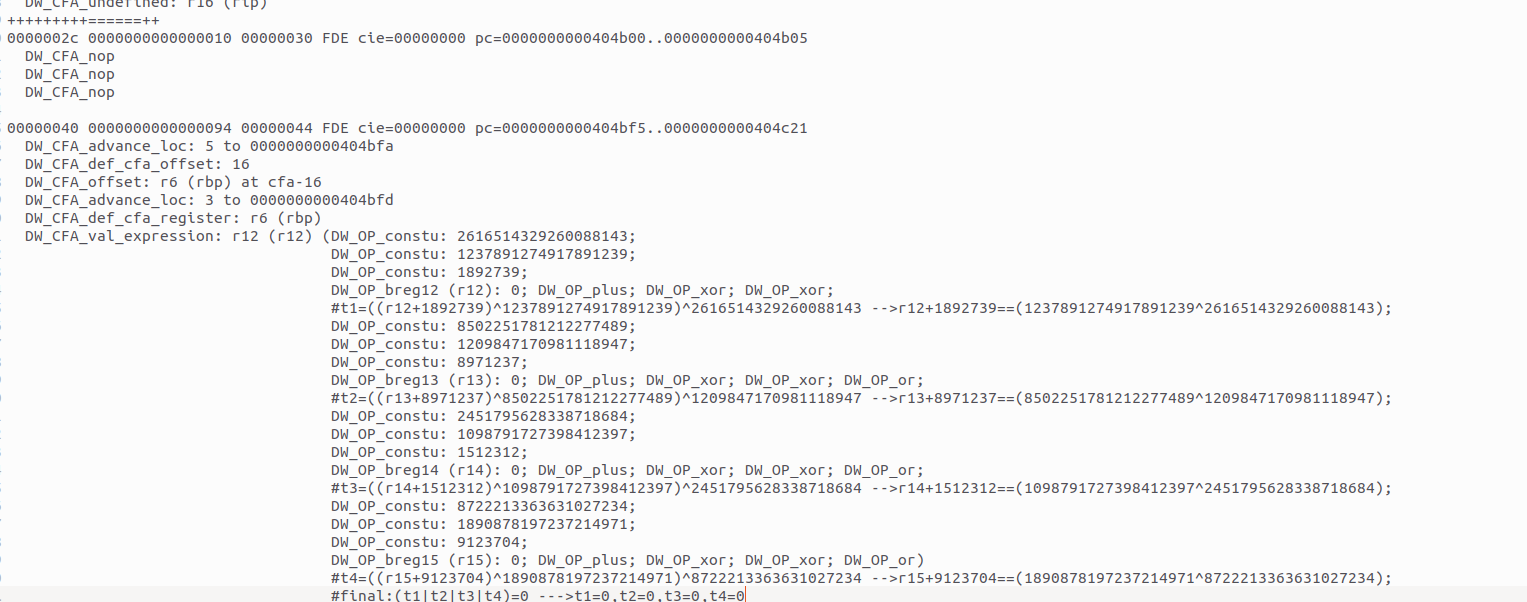 DW_CFA_undefined: r16 (rip)
+++++++++======++
0000002c 0000000000000010 00000030 FDE cie=00000000 pc=0000000000404b00..0000000000404b05
DW_CFA_nop
DW_CFA_nop
DW_CFA_nop
00000040 0000000000000094 00000044 FDE cie=00000000 pc=0000000000404bf5..0000000000404c21
DW_CFA_advance_loc: 5 to 0000000000404bfa
DW_CFA_def_cfa_offset: 16
DW_CFA_offset: r6 (rbp) at cfa-16
DW_CFA_advance_loc: 3 to 0000000000404bfd
DW_CFA_def_cfa_register: r6 (rbp)
DW_CFA_val_expression: r12 (r12) (DW_OP_constu: 2616514329260088143;
DW_OP_constu: 1237891274917891239;
DW_OP_constu: 1892739;
DW_OP_breg12 (r12): 0; DW_OP_plus; DW_OP_xor; DW_OP_xor;
#t1=((r12+1892739)^1237891274917891239)^2616514329260088143 -->r12+1892739==(1237891274917891239^2616514329260088143);
DW_OP_constu: 8502251781212277489;
DW_OP_constu: 1209847170981118947;
DW_OP_constu: 8971237;
DW_OP_breg13 (r13): 0; DW_OP_plus; DW_OP_xor; DW_OP_xor; DW_OP_or;
#t2=((r13+8971237)^8502251781212277489)^1209847170981118947 -->r13+8971237==(8502251781212277489^1209847170981118947);
DW_OP_constu: 2451795628338718684;
DW_OP_constu: 1098791727398412397;
DW_OP_constu: 1512312;
DW_OP_breg14 (r14): 0; DW_OP_plus; DW_OP_xor; DW_OP_xor; DW_OP_or;
#t3=((r14+1512312)^1098791727398412397)^2451795628338718684 -->r14+1512312==(1098791727398412397^2451795628338718684);
DW_OP_constu: 8722213363631027234;
DW_OP_constu: 1890878197237214971;
DW_OP_constu: 9123704;
DW_OP_breg15 (r15): 0; DW_OP_plus; DW_OP_xor; DW_OP_xor; DW_OP_or)
#t4=((r15+9123704)^1890878197237214971)^8722213363631027234 -->r15+9123704==(1890878197237214971^8722213363631027234);
#final:(t1|t2|t3|t4)=0 --->t1=0,t2=0,t3=0,t4=0